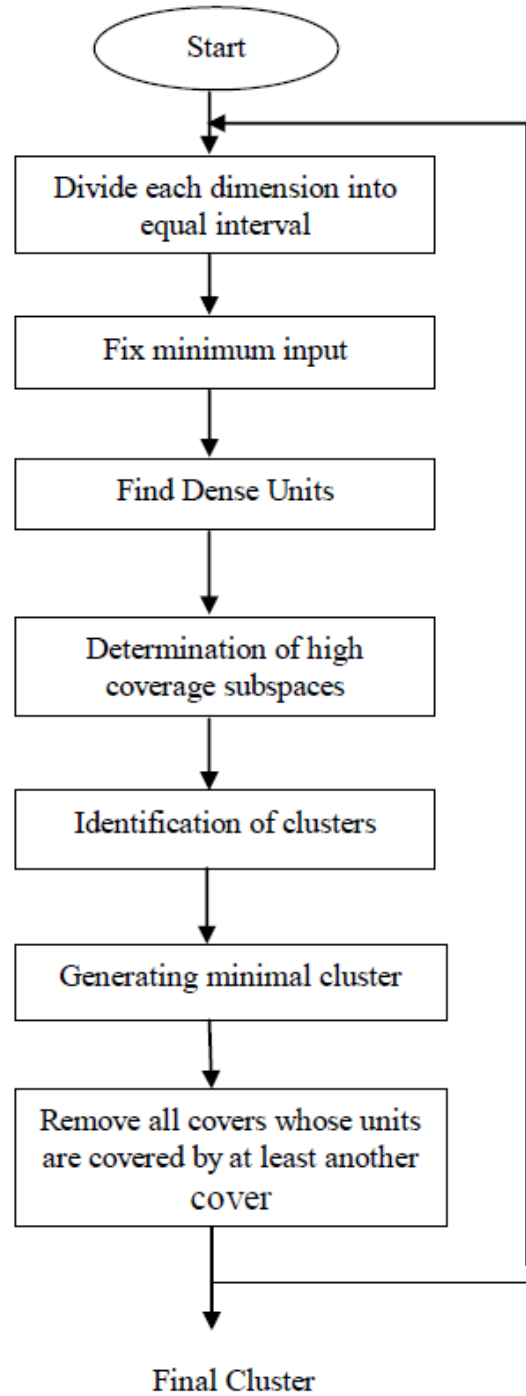 Start
Divide each dimension into
equal interval
Fix minimum input
Find Dense Units
Determination of high
coverage subspaces
Identification of clusters
Generating minimal cluster
Remove all covers whose units
are covered by at least another
cover
Final Cluster